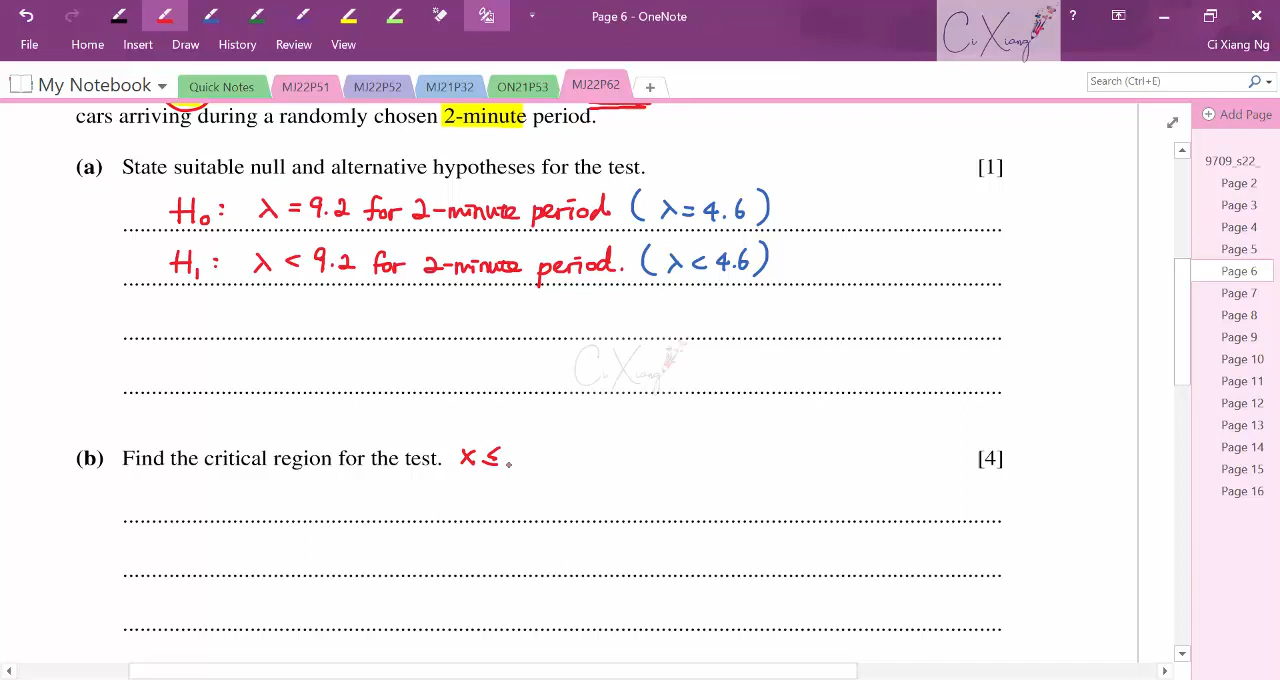 Page 6 - OneNote
Ci Xiang
?
File Home Insert Draw History Review View
Ci Xiang Ng
My Notebook Quick Notes MJ22P51 MJ22P52 MJ21P32 ON21P53 MJ22P62 +
Search (Ctrl+E)
cars arriving during a randomly chosen 2-minute period.
Add Page
(a) State suitable null and alternative hypotheses for the test. [1]
H₀ : λ = 9.2 for 2-minute period (λ = 4.6)
H₁ : λ < 9.2 for 2-minute period. (λ < 4.6)
Ci Xiang
(b) Find the critical region for the test. x ≤ [4]
9709_s22_
Page 2
Page 3
Page 4
Page 5
Page 6
Page 7
Page 8
Page 9
Page 10
Page 11
Page 12
Page 13
Page 14
Page 15
Page 16